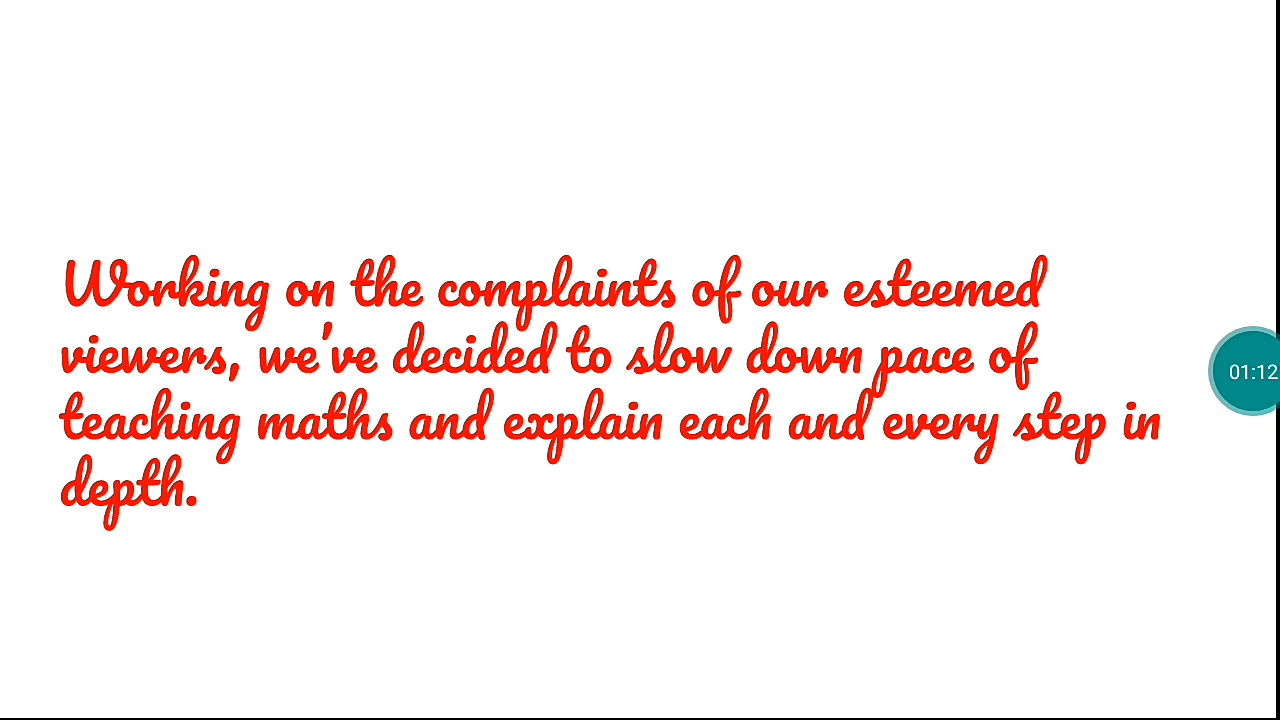 Working on the complaints of our esteemed
viewers, we've decided to slow down pace of
teaching maths and explain each and every step in
depth.
01:12